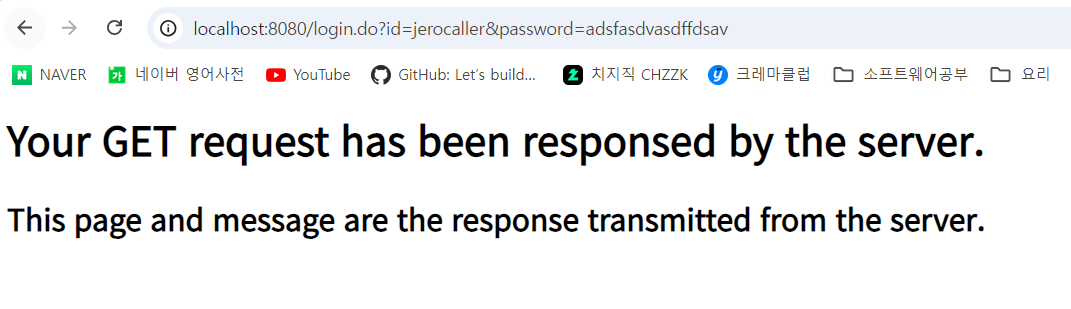 localhost:8080/login.do?id=jerocaller&password=adsfasdvasdffdsav
NAVER 네이버 영어사전 YouTube GitHub: Let's build... 치지직 CHZZK 크레마클럽 소프트웨어공부 요리
Your GET request has been responsed by the server.
This page and message are the response transmitted from the server.